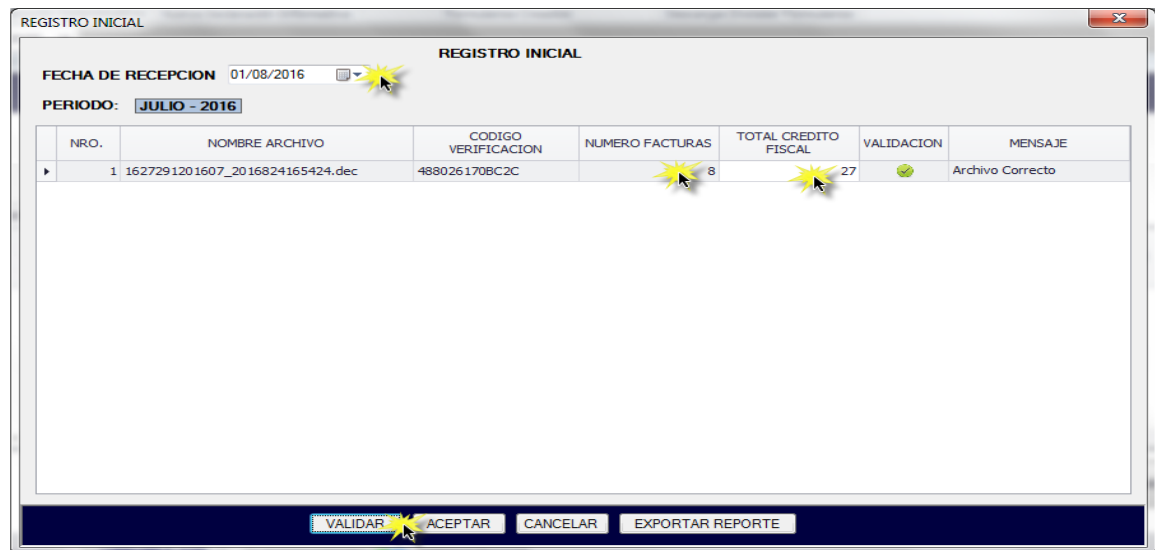 REGISTRO INICIAL
REGISTRO INICIAL
FECHA DE RECEPCION 01/08/2016
PERIODO: JULIO - 2016
NRO. NOMBRE ARCHIVO CODIGO VERIFICACION NUMERO FACTURAS TOTAL CREDITO FISCAL VALIDACION MENSAJE
1 1627291201607_2016824165424.dec 488026170BC2C 8 27 Archivo Correcto
VALIDAR ACEPTAR CANCELAR EXPORTAR REPORTE